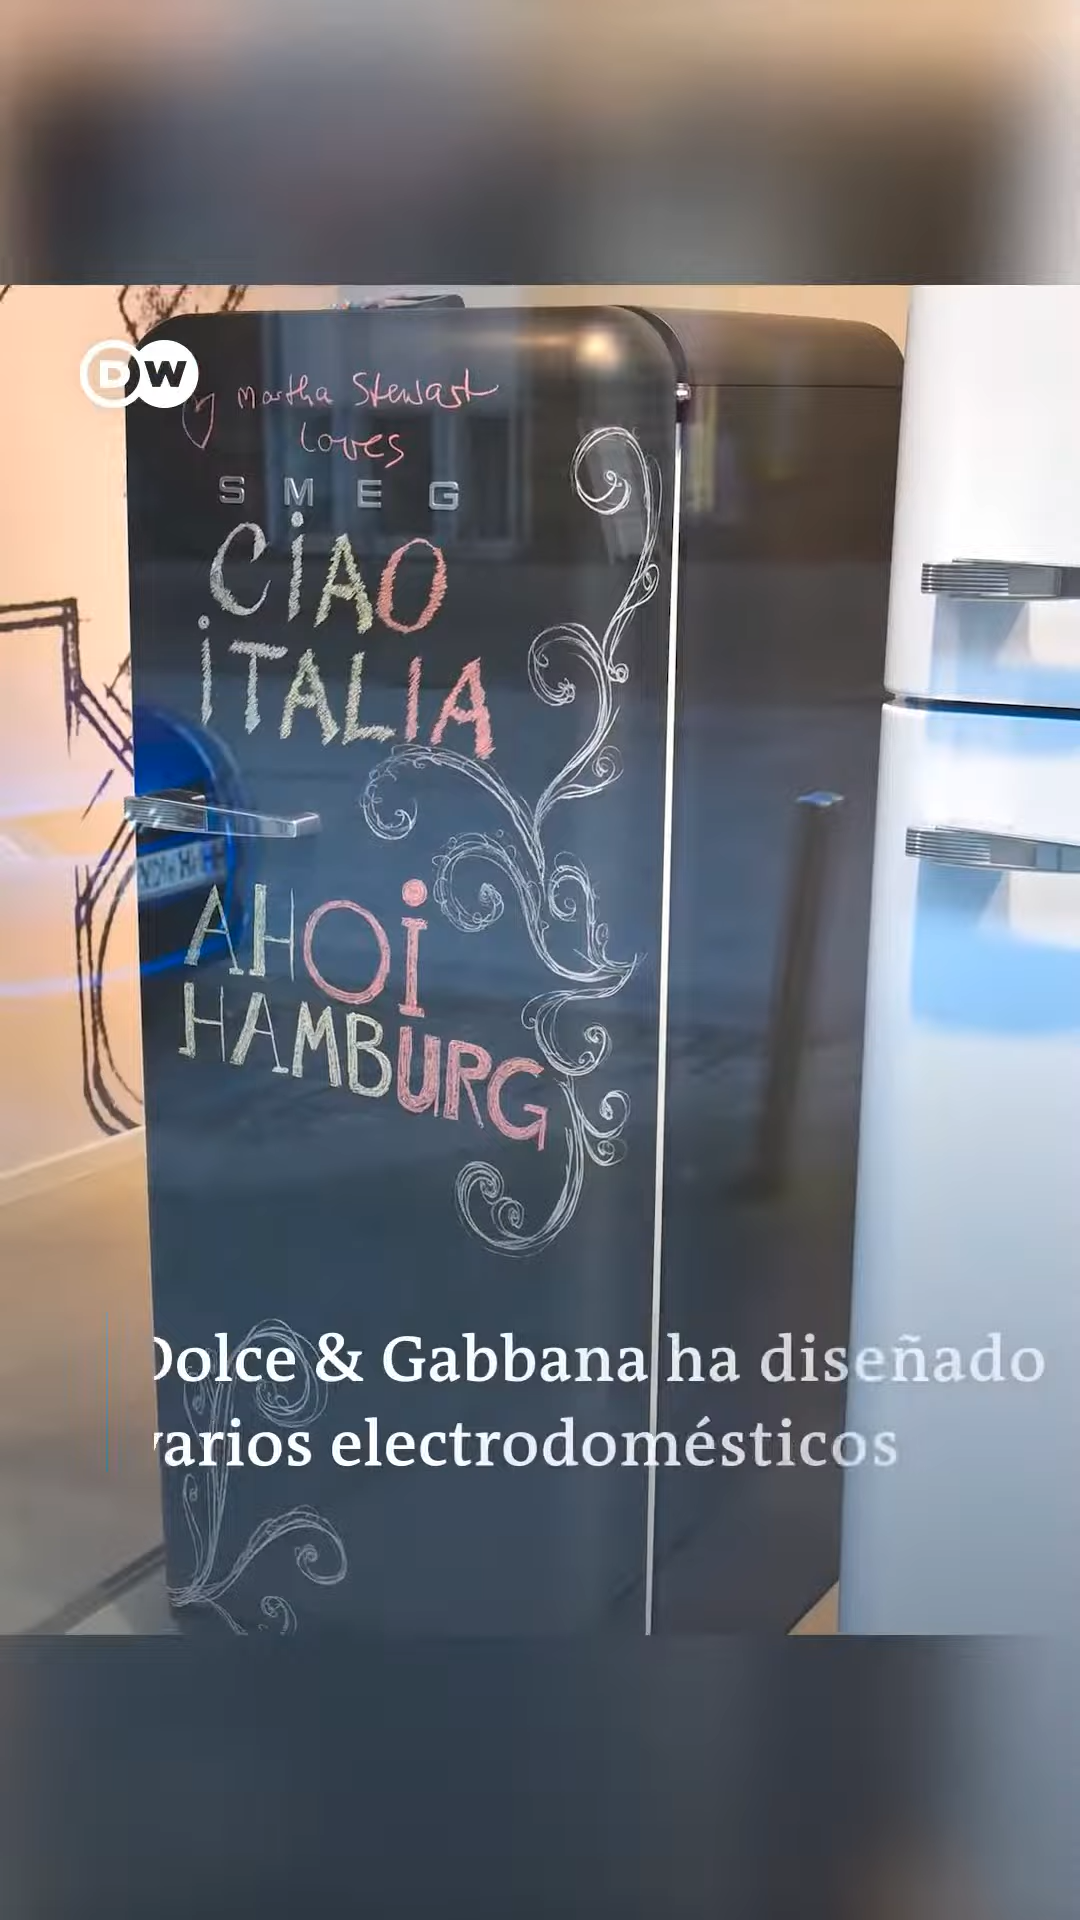 DW
Martha Stewart
Loves
SMEG
CiAO
iTALIA
AHOi
HAMBURG
Dolce & Gabbana ha diseñado
varios electrodomésticos